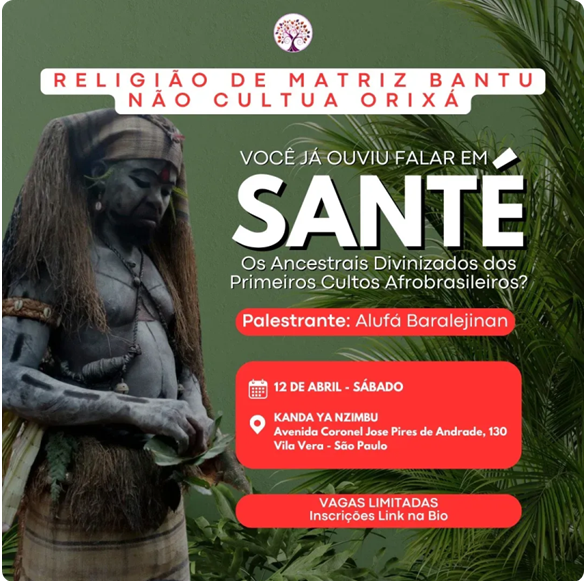 RELIGIÃO DE MATRIZ BANTU
NÃO CULTUA ORIXÁ
VOCÊ JÁ OUVIU FALAR EM
SANTÉ
Os Ancestrais Divinizados dos
Primeiros Cultos Afrobrasileiros?
Palestrante: Alufá Baralejinan
12 DE ABRIL - SÁBADO
KANDA YA NZIMBU
Avenida Coronel Jose Pires de Andrade, 130
Vila Vera - São Paulo
VAGAS LIMITADAS
Inscrições Link na Bio